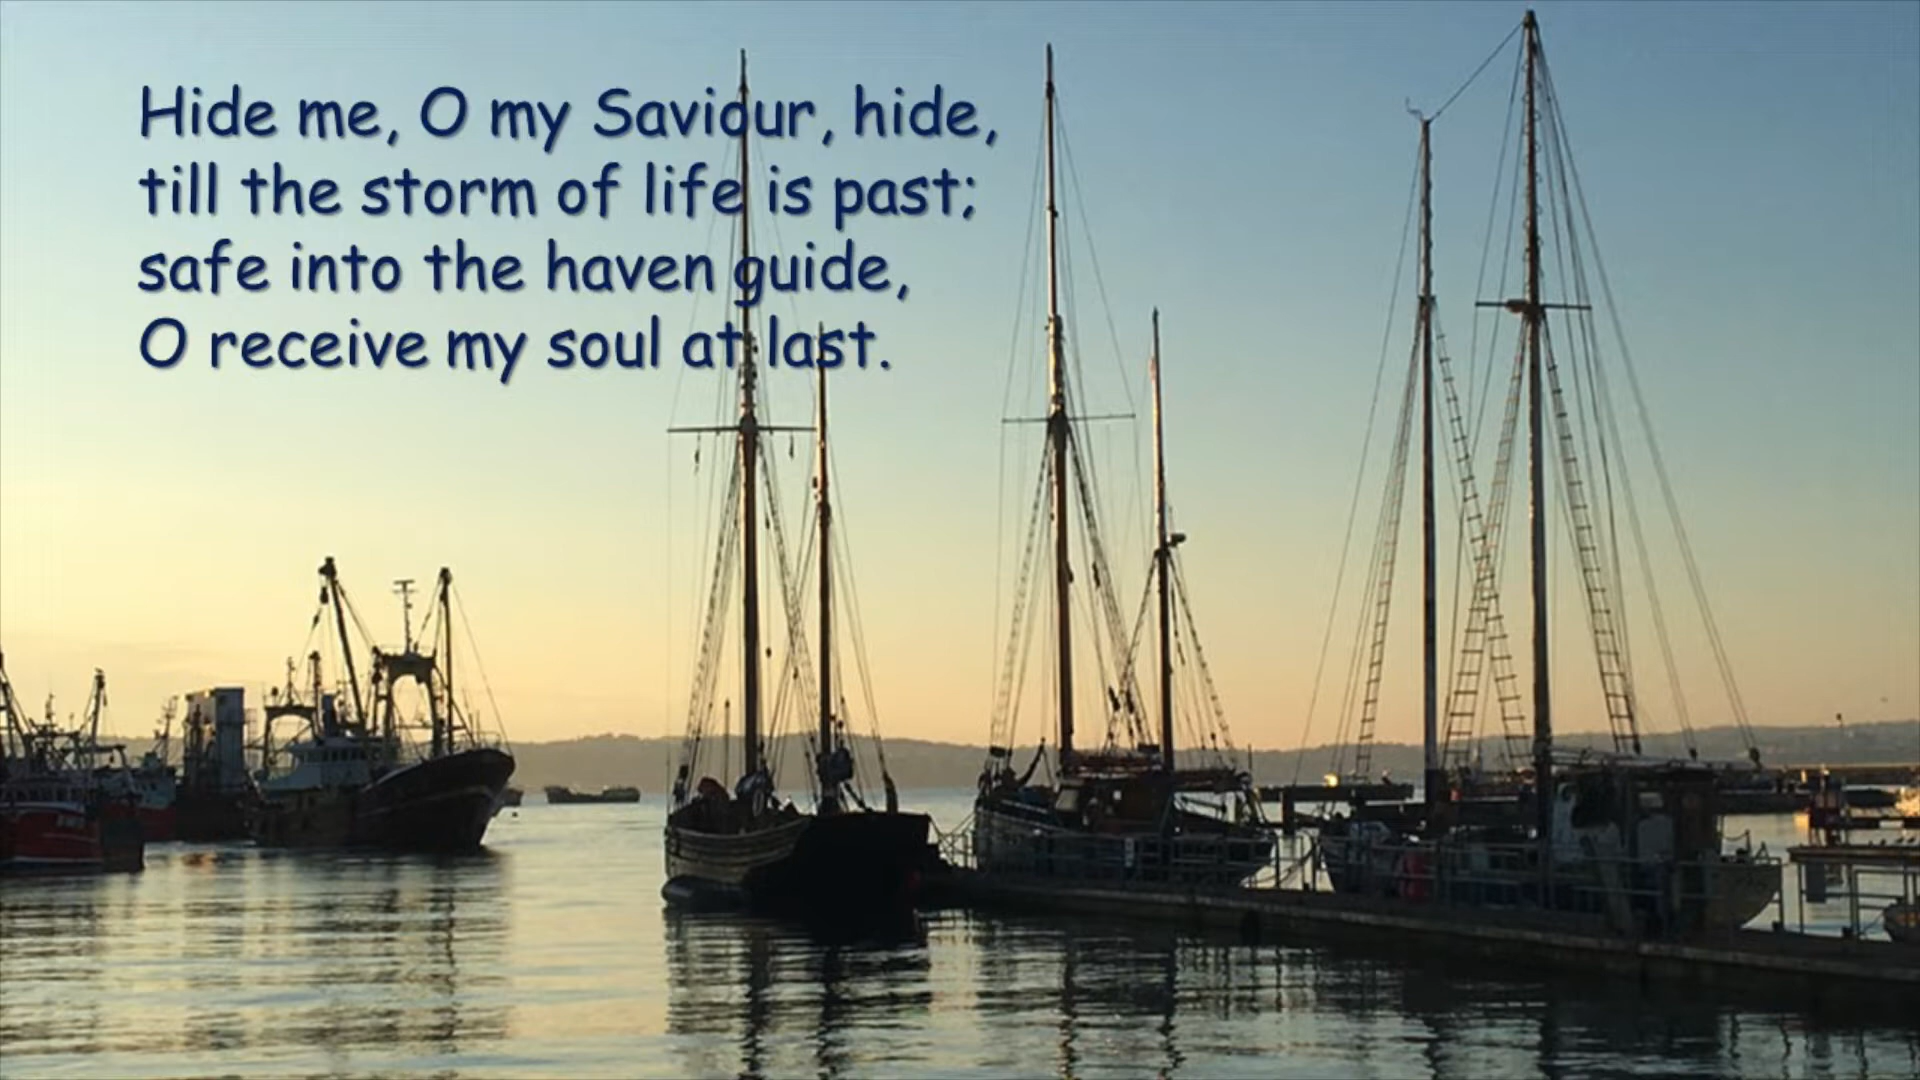 Hide me, O my Saviour, hide,
till the storm of life is past;
safe into the haven guide,
O receive my soul at last.